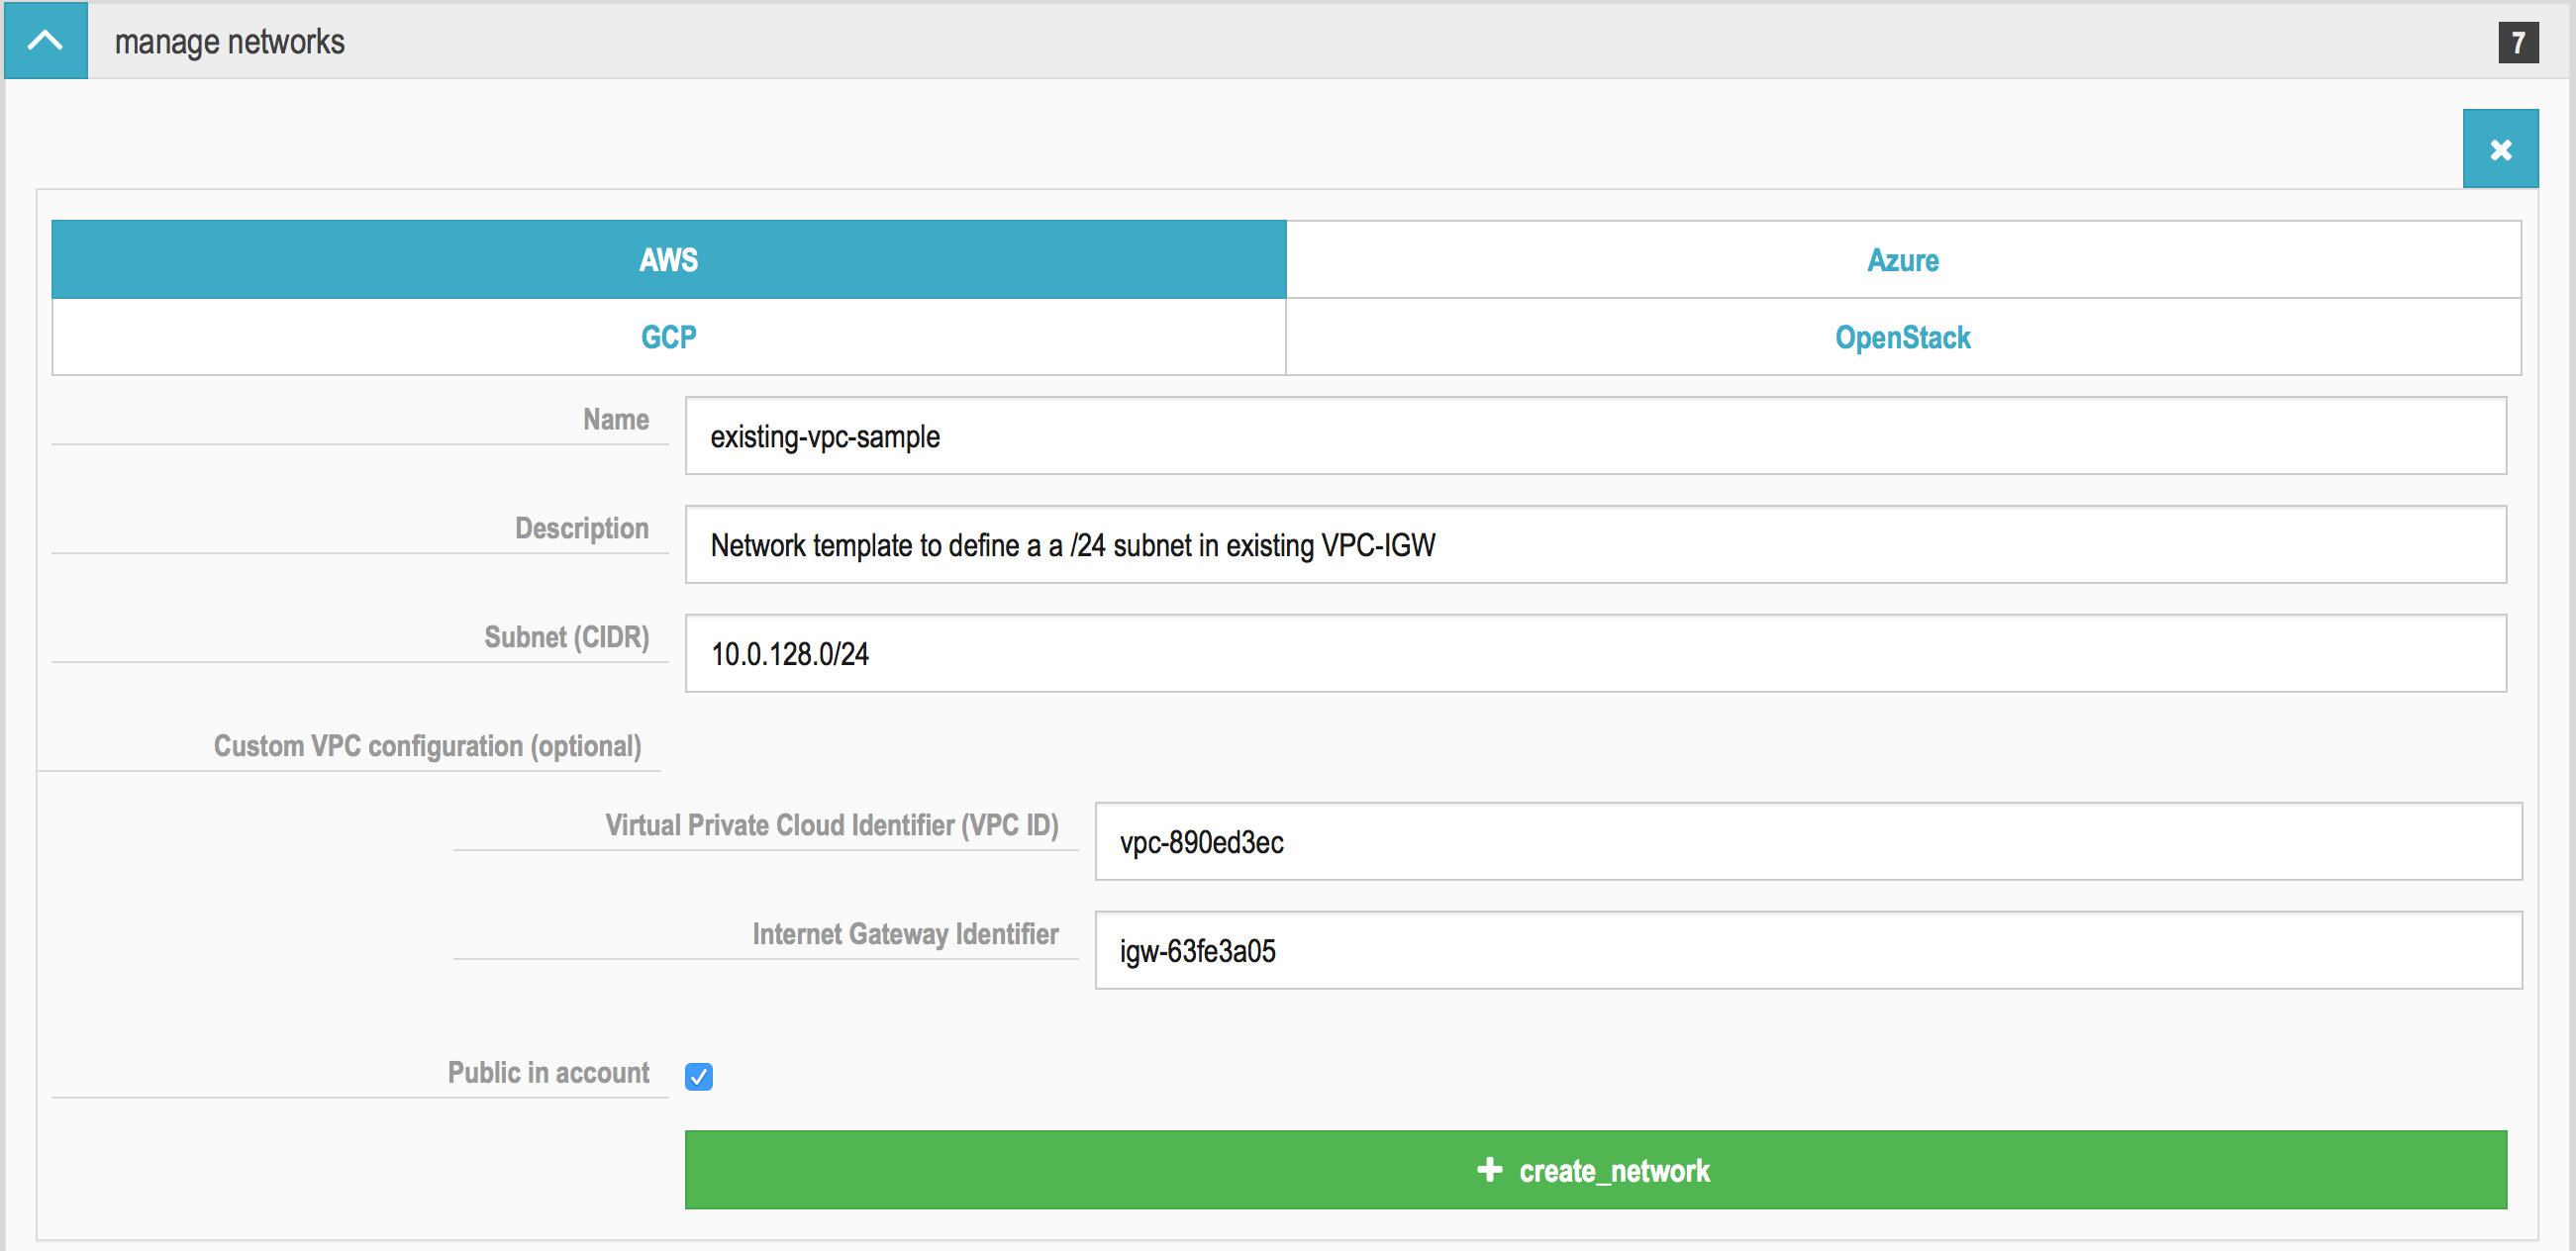 manage networks
7
AWS
Azure
GCP
OpenStack
Name
existing-vpc-sample
Description
Network template to define a a /24 subnet in existing VPC-IGW
Subnet (CIDR)
10.0.128.0/24
Custom VPC configuration (optional)
Virtual Private Cloud Identifier (VPC ID)
vpc-890ed3ec
Internet Gateway Identifier
igw-63fe3a05
Public in account
create_network